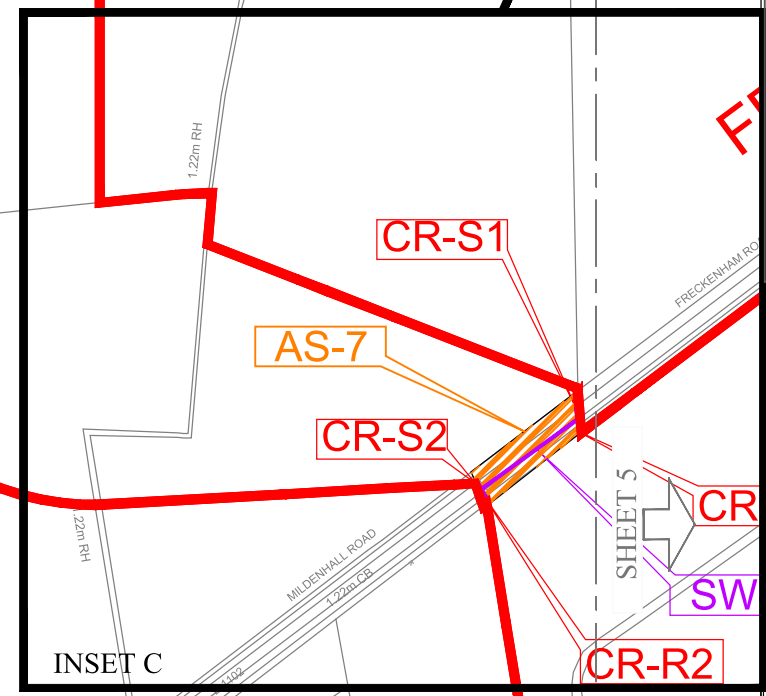 1.22m RH
CR-S1
FRECKENHAM RO
AS-7
CR-S2
SHEET 5
CR
1.22m RH
MILDENHALL ROAD
1.22m CB
SW
INSET C
1102
CR-R2